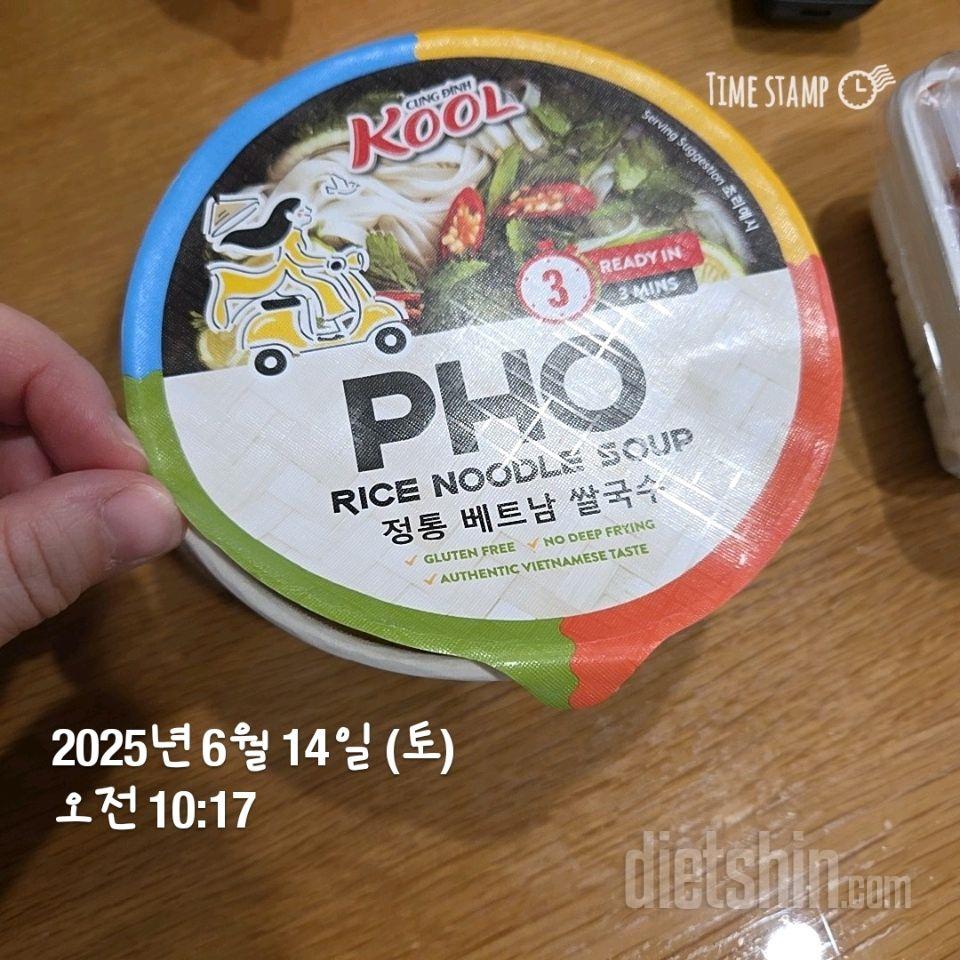 TIME STAMP
CUNG ĐÌNH
KOOL
Serving Suggestion 조리예시
3
READY IN
3 MINS
PHO
RICE NOODLE SOUP
정통 베트남 쌀국수
✓ GLUTEN FREE ✓ NO DEEP FRYING
✓ AUTHENTIC VIETNAMESE TASTE
2025년 6월 14일 (토)
오전 10:17
dietshin.com